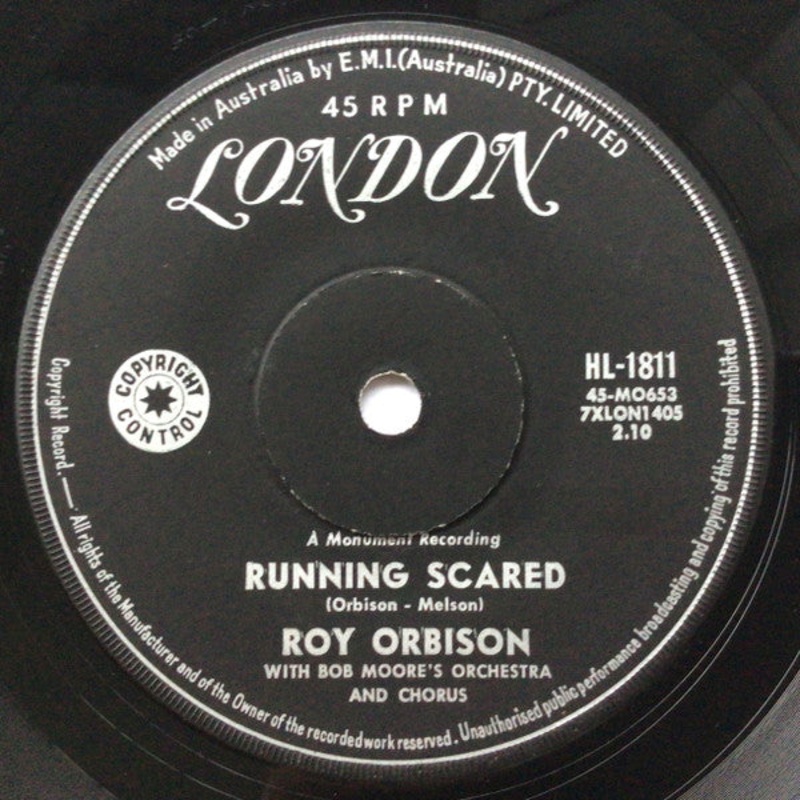 Made in Australia by E.M.I.(Australia) PTY. LIMITED
45 RPM
LONDON
COPYRIGHT
CONTROL
HL-1811
45-MO653
7XLON1405
2.10
A Monument Recording
RUNNING SCARED
(Orbison - Melson)
ROY ORBISON
WITH BOB MOORE'S ORCHESTRA
AND CHORUS
Copyright Record. — All rights of the Manufacturer and of the Owner of the recorded work reserved. Unauthorised public performance broadcasting and copying of this record prohibited